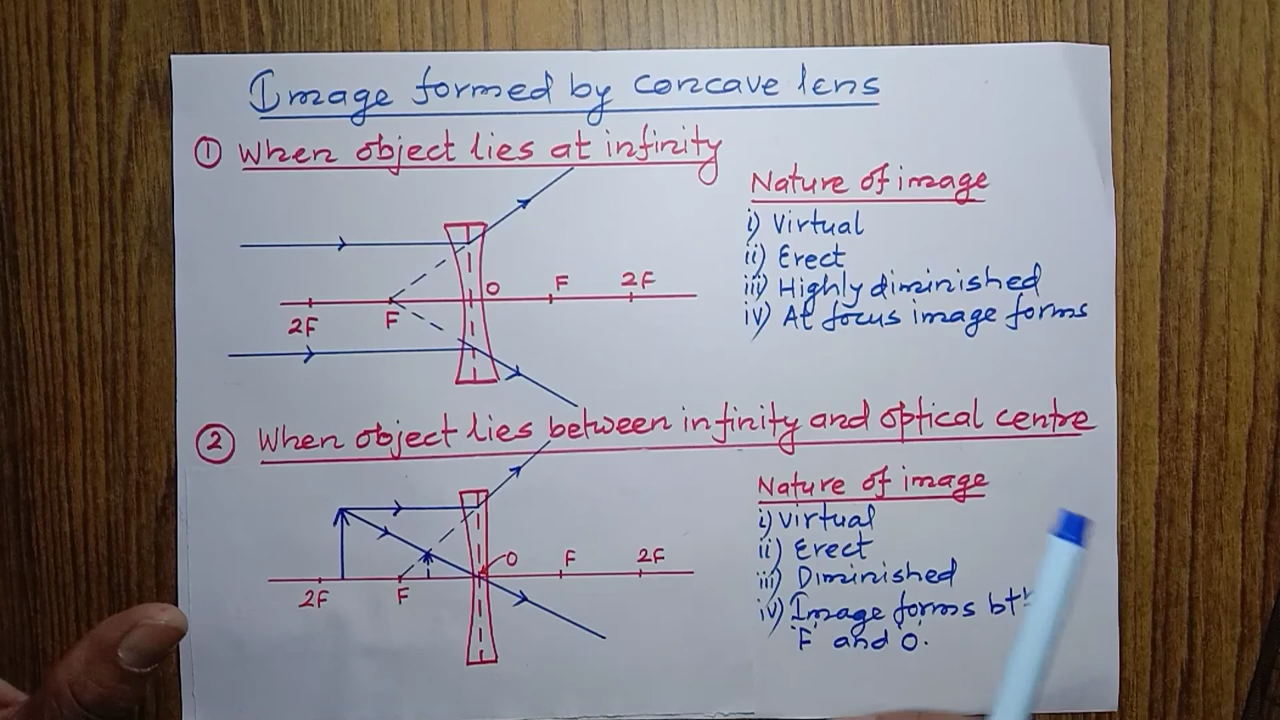 Image formed by concave lens
① When object lies at infinity
Nature of image
i) Virtual
ii) Erect
iii) Highly diminished
iv) At focus image forms
2F F O F 2F
② When object lies between infinity and optical centre
Nature of image
i) Virtual
ii) Erect
iii) Diminished
iv) Image forms
'F' and 'O'.
2F F O F 2F